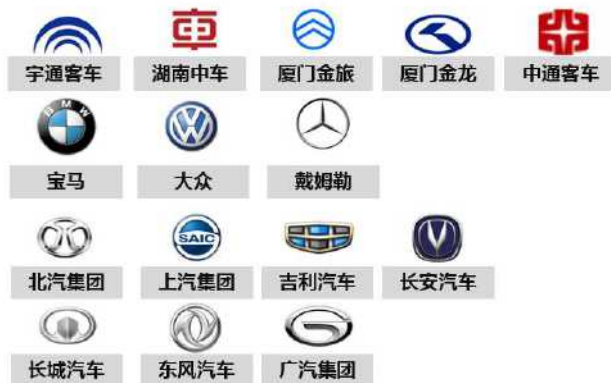 宇通客车 湖南中车 厦门金旅 厦门金龙 中通客车
BMW
宝马 大众 戴姆勒
SAIC
北汽集团 上汽集团 吉利汽车 长安汽车
长城汽车 东风汽车 广汽集团